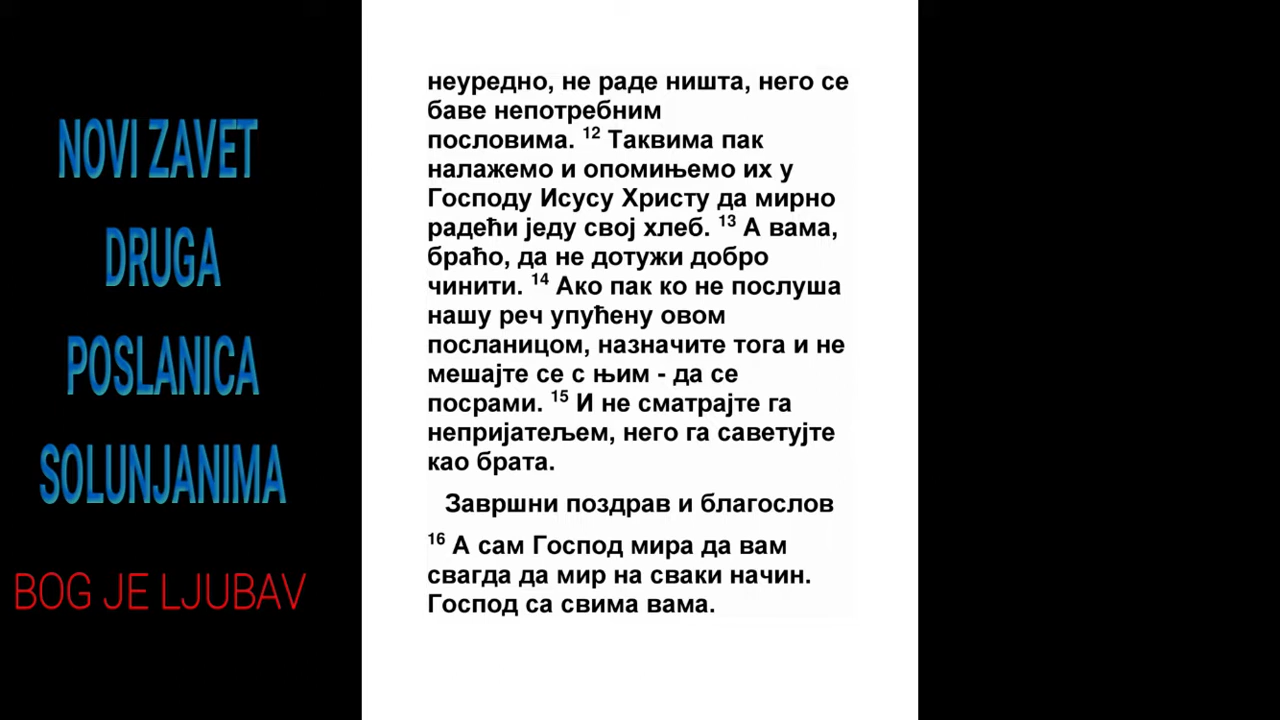 NOVI ZAVET
DRUGA
POSLANICA
SOLUNJANIMA
BOG JE LJUBAV
неуредно, не раде ништа, него се
баве непотребним
пословима. 12 Таквима пак
налажемо и опомињемо их у
Господу Исусу Христу да мирно
радећи једу свој хлеб. 13 А вама,
браћо, да не дотужи добро
чинити. 14 Ако пак ко не послуша
нашу реч упућену овом
посланицом, назначите тога и не
мешајте се с њим - да се
посрами. 15 И не сматрајте га
непријатељем, него га саветујте
као брата.
Завршни поздрав и благослов
16 А сам Господ мира да вам
свагда да мир на сваки начин.
Господ са свима вама.